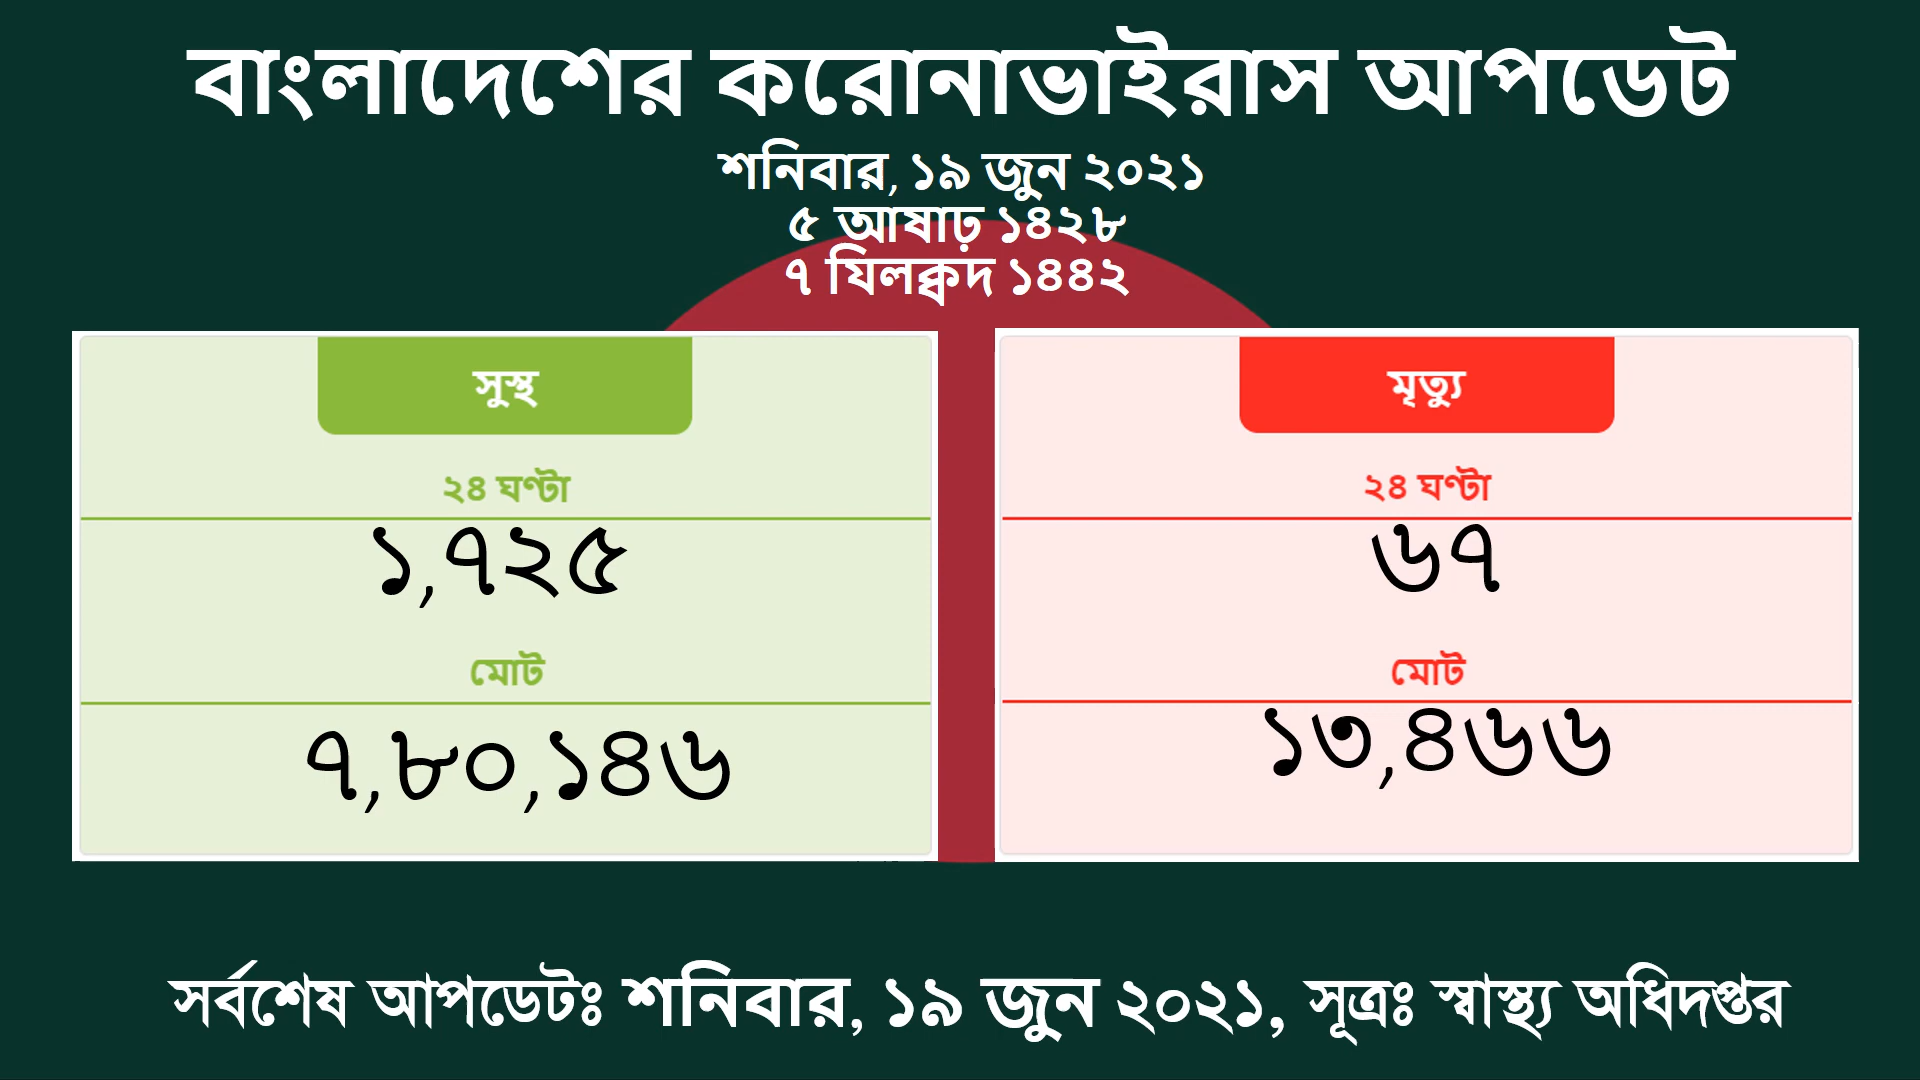 বাংলাদেশের করোনাভাইরাস আপডেট
শনিবার, ১৯ জুন ২০২১
৫ আষাঢ় ১৪২৮
৭ যিলক্বদ ১৪৪২
সুস্থ
২৪ ঘণ্টা
১,৭২৫
মোট
৭,৮০,১৪৬
মৃত্যু
২৪ ঘণ্টা
৬৭
মোট
১৩,৪৬৬
সর্বশেষ আপডেটঃ শনিবার, ১৯ জুন ২০২১, সূত্রঃ স্বাস্থ্য অধিদপ্তর